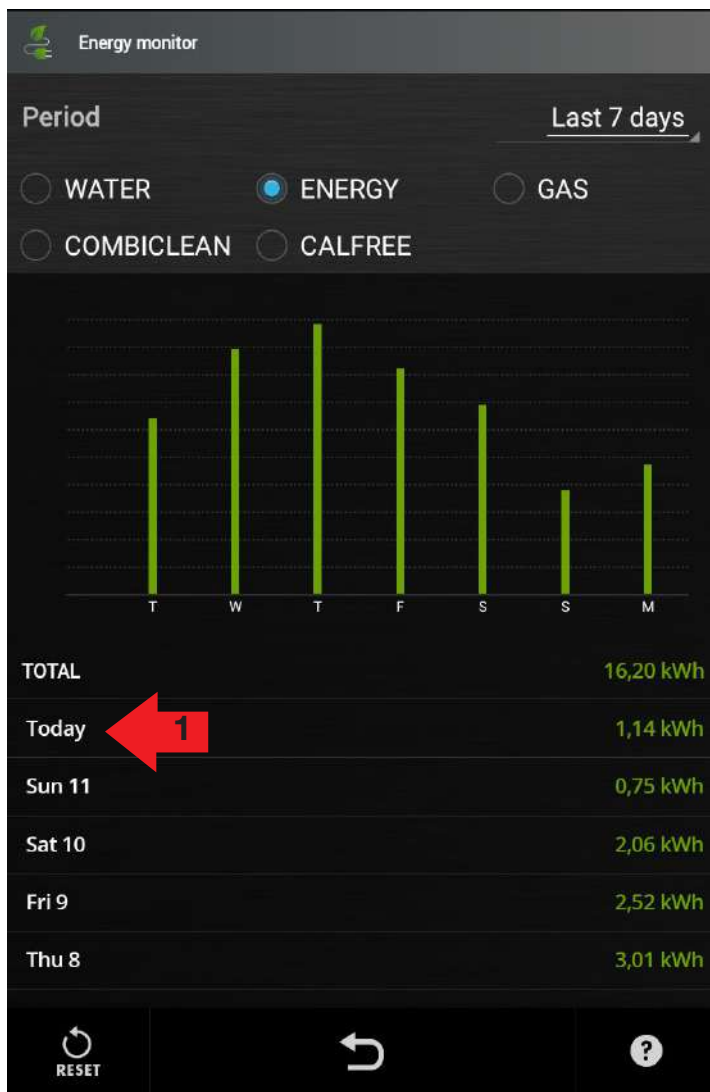 Energy monitor
Period Last 7 days
WATER ENERGY GAS
COMBICLEAN CALFREE
T W T F S S M
TOTAL 16,20 kWh
Today 1 1,14 kWh
Sun 11 0,75 kWh
Sat 10 2,06 kWh
Fri 9 2,52 kWh
Thu 8 3,01 kWh
RESET ?